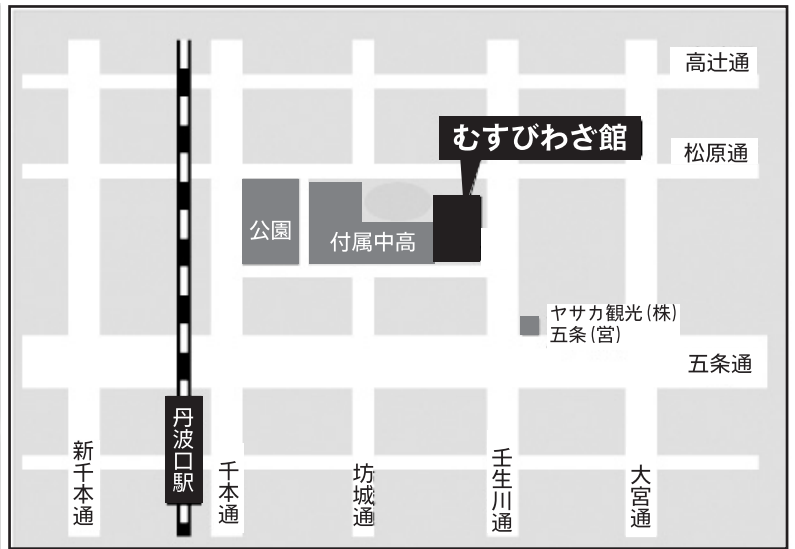 高辻通
むすびわざ館
松原通
公園
付属中高
ヤサカ観光(株)
五条(営)
五条通
丹波口駅
新千本通
千本通
坊城通
壬生川通
大宮通